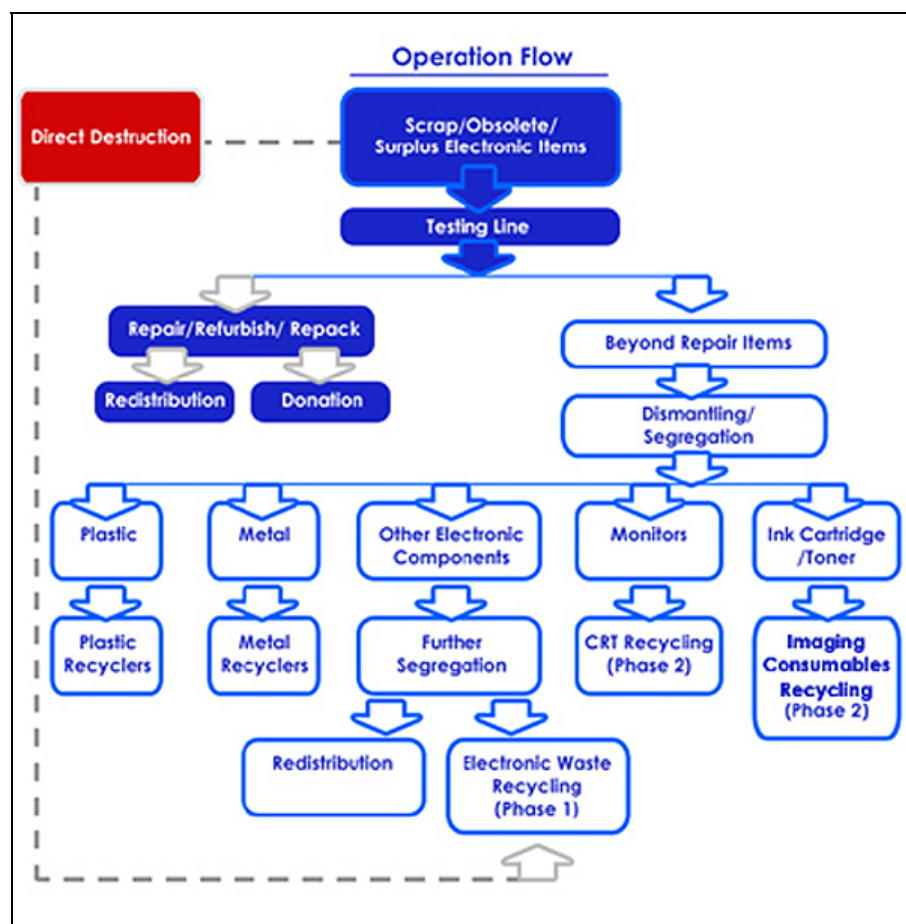 Operation Flow
Direct Destruction
Scrap/Obsolete/
Surplus Electronic Items
Testing Line
Repair/Refurbish/ Repack
Beyond Repair Items
Redistribution
Donation
Dismantling/
Segregation
Plastic
Metal
Other Electronic
Components
Monitors
Ink Cartridge
/Toner
Plastic
Recyclers
Metal
Recyclers
Further
Segregation
CRT Recycling
(Phase 2)
Imaging
Consumables
Recycling
(Phase 2)
Redistribution
Electronic Waste
Recycling
(Phase 1)